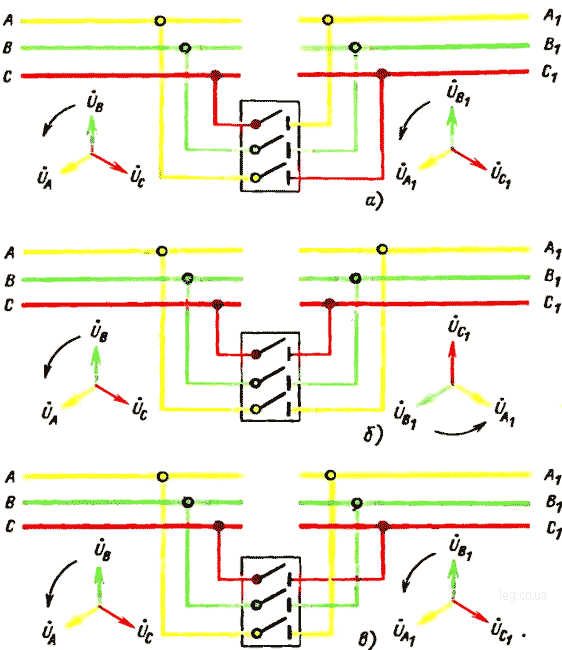 A A₁
B B₁
C C₁
U̇B U̇B₁
U̇A U̇C U̇A₁ U̇C₁
а)
A A₁
B B₁
C C₁
U̇B U̇C₁
U̇A U̇C U̇B₁ U̇A₁
б)
A A₁
B B₁
C C₁
U̇B U̇B₁
leg.co.ua
U̇A U̇C U̇A₁ U̇C₁ .
в)